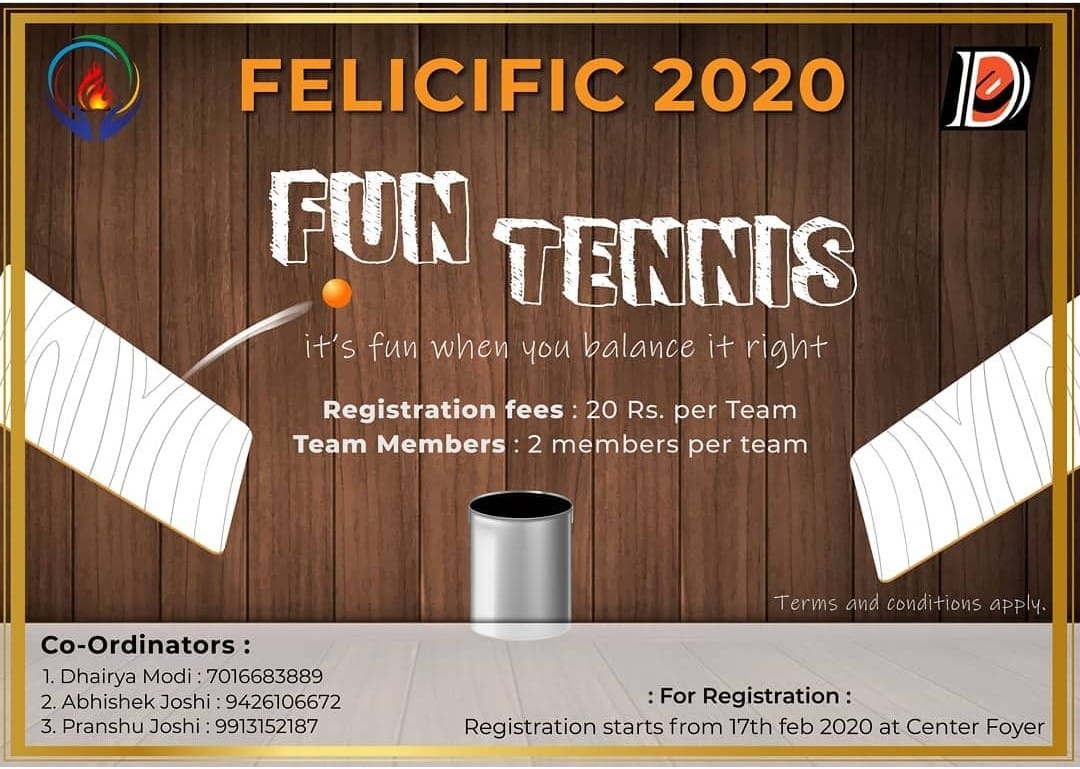 FELICIFIC 2020
FUN TENNIS
it's fun when you balance it right
Registration fees : 20 Rs. per Team
Team Members : 2 members per team
Terms and conditions apply.
Co-Ordinators :
1. Dhairya Modi : 7016683889
2. Abhishek Joshi : 9426106672
3. Pranshu Joshi : 9913152187
: For Registration :
Registration starts from 17th feb 2020 at Center Foyer